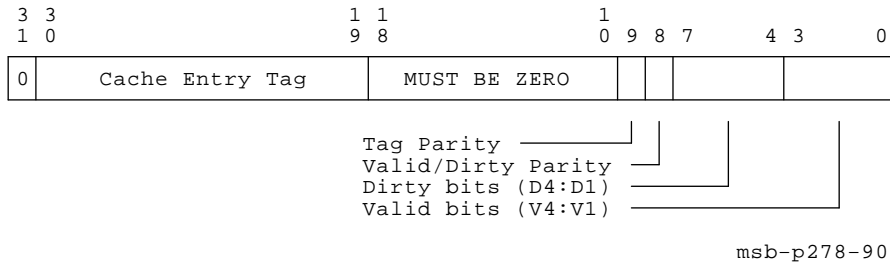 3 3 1 1 1
1 0 9 8 0 9 8 7 4 3 0
0 Cache Entry Tag MUST BE ZERO
Tag Parity
Valid/Dirty Parity
Dirty bits (D4:D1)
Valid bits (V4:V1)
msb-p278-90